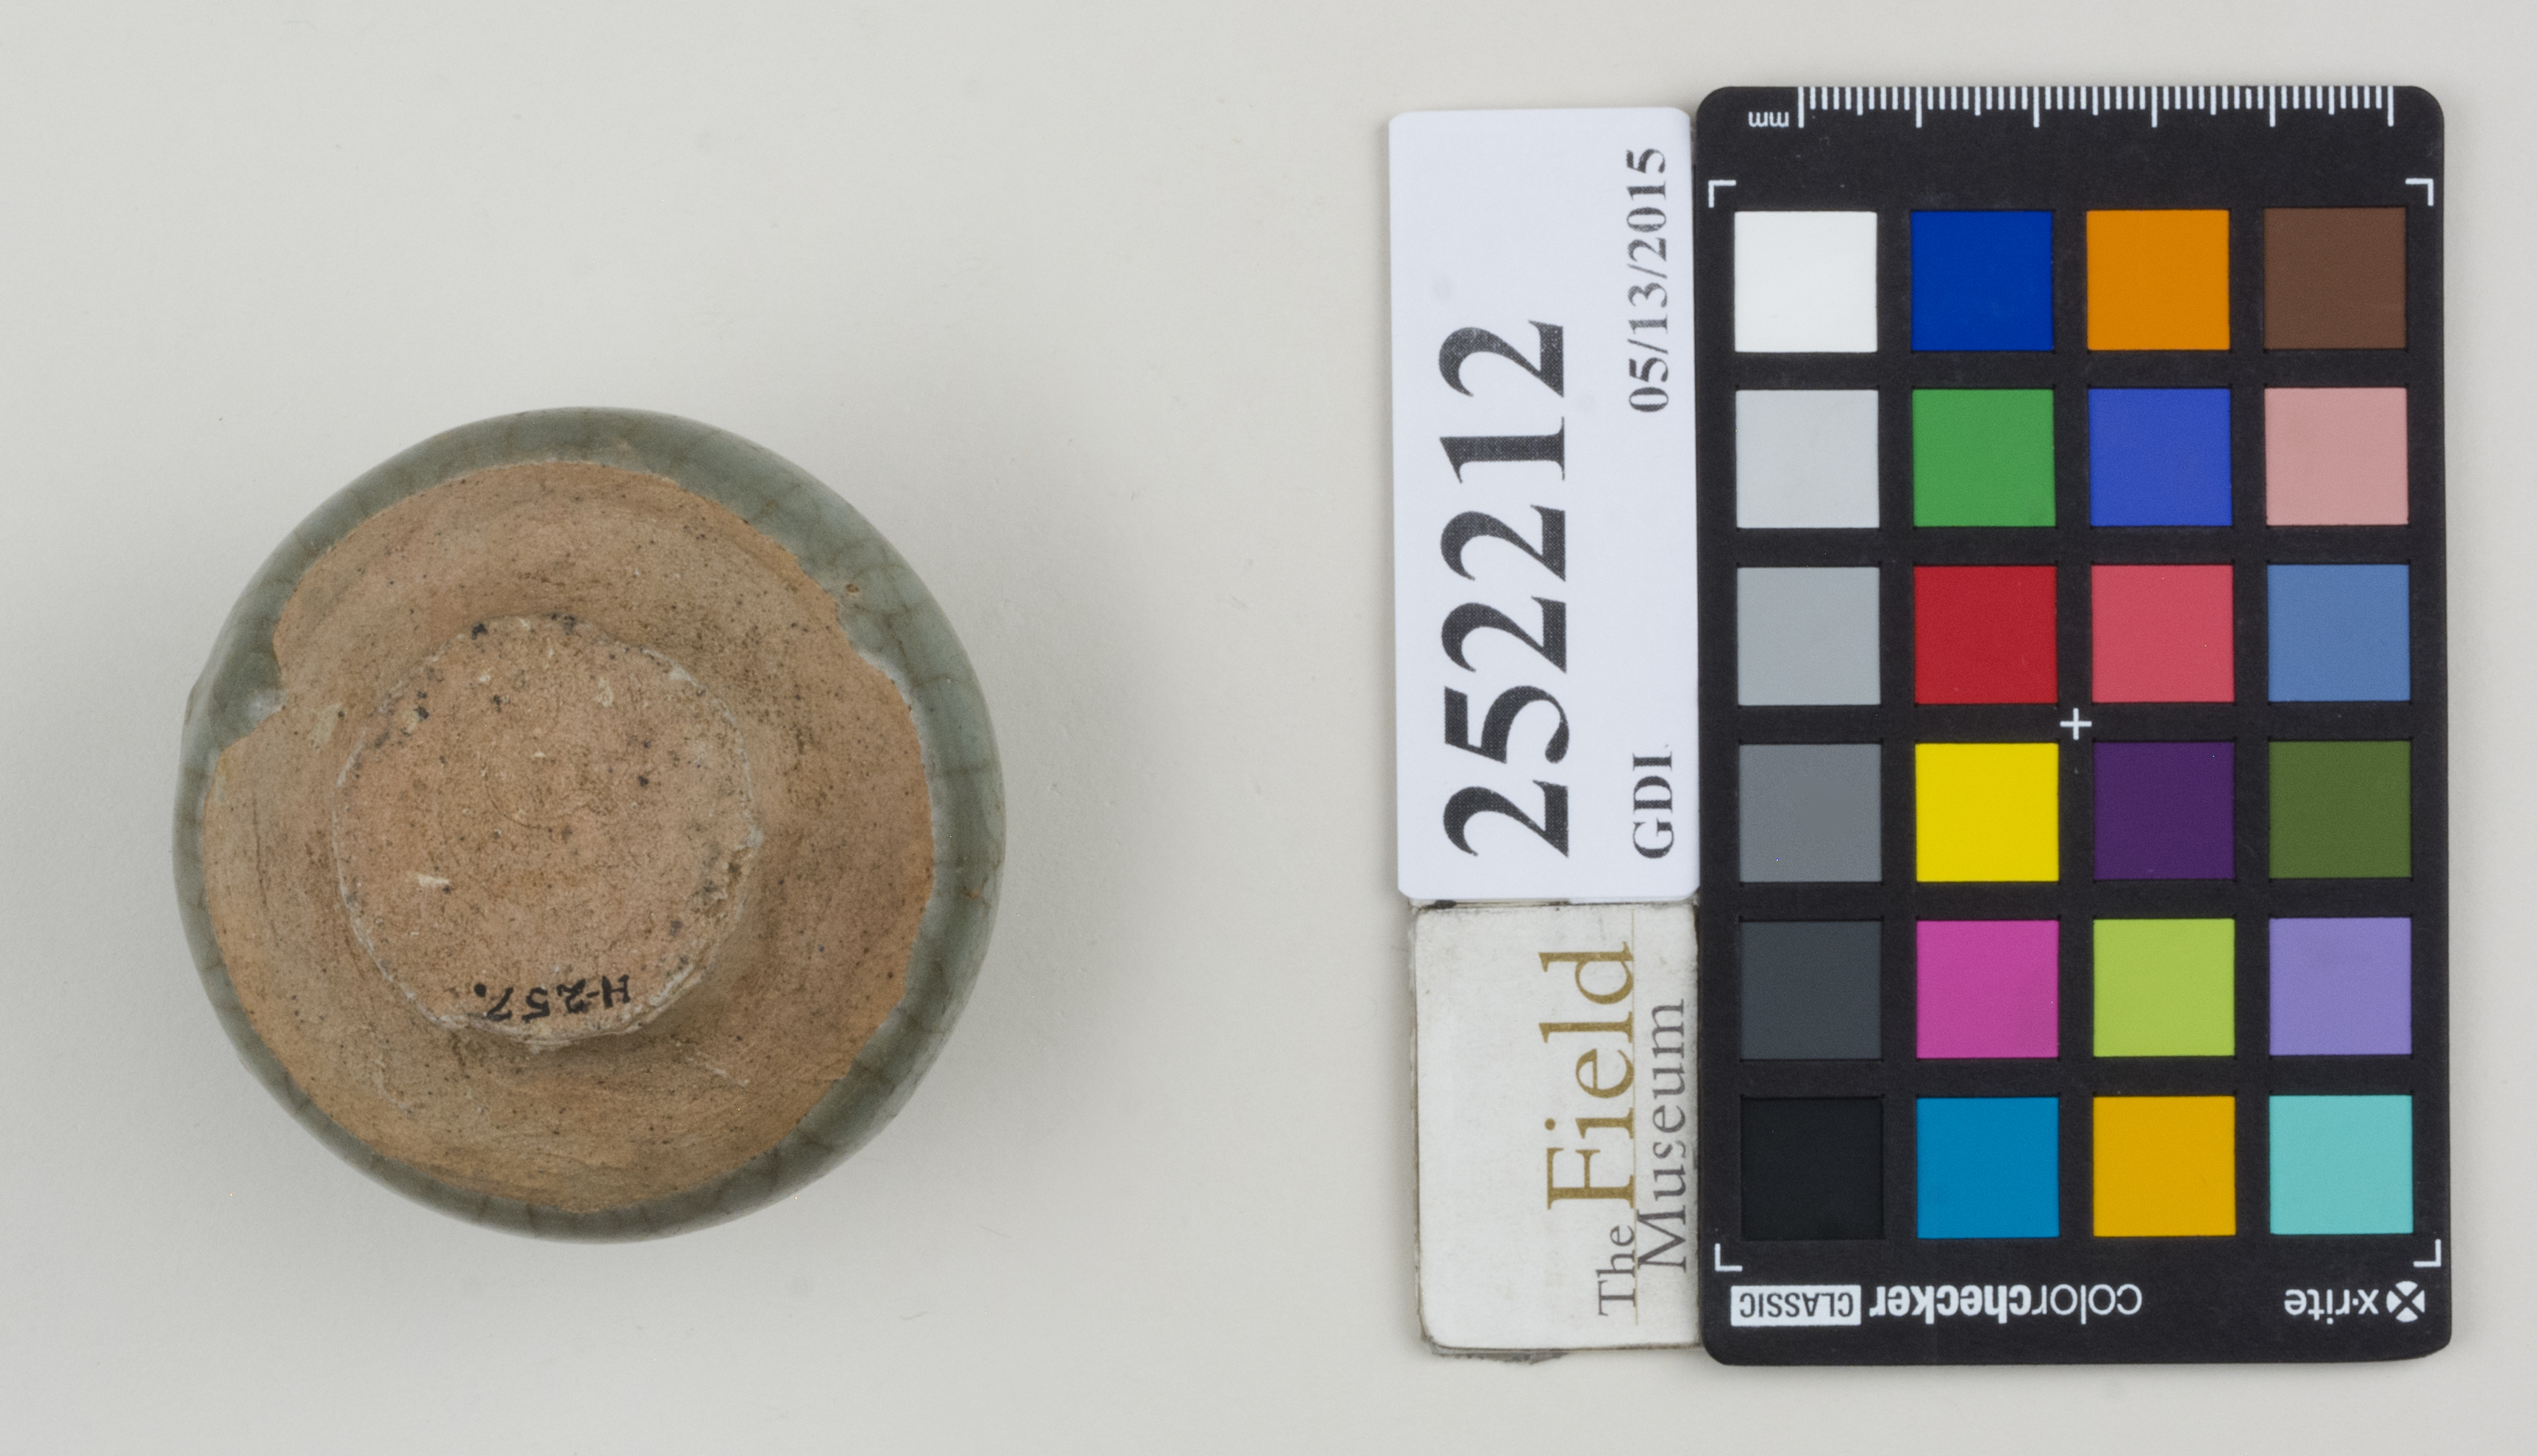 H-257.
252212
GDI 05/13/2015
The Field
Museum
mm
x·rite
colorchecker CLASSIC